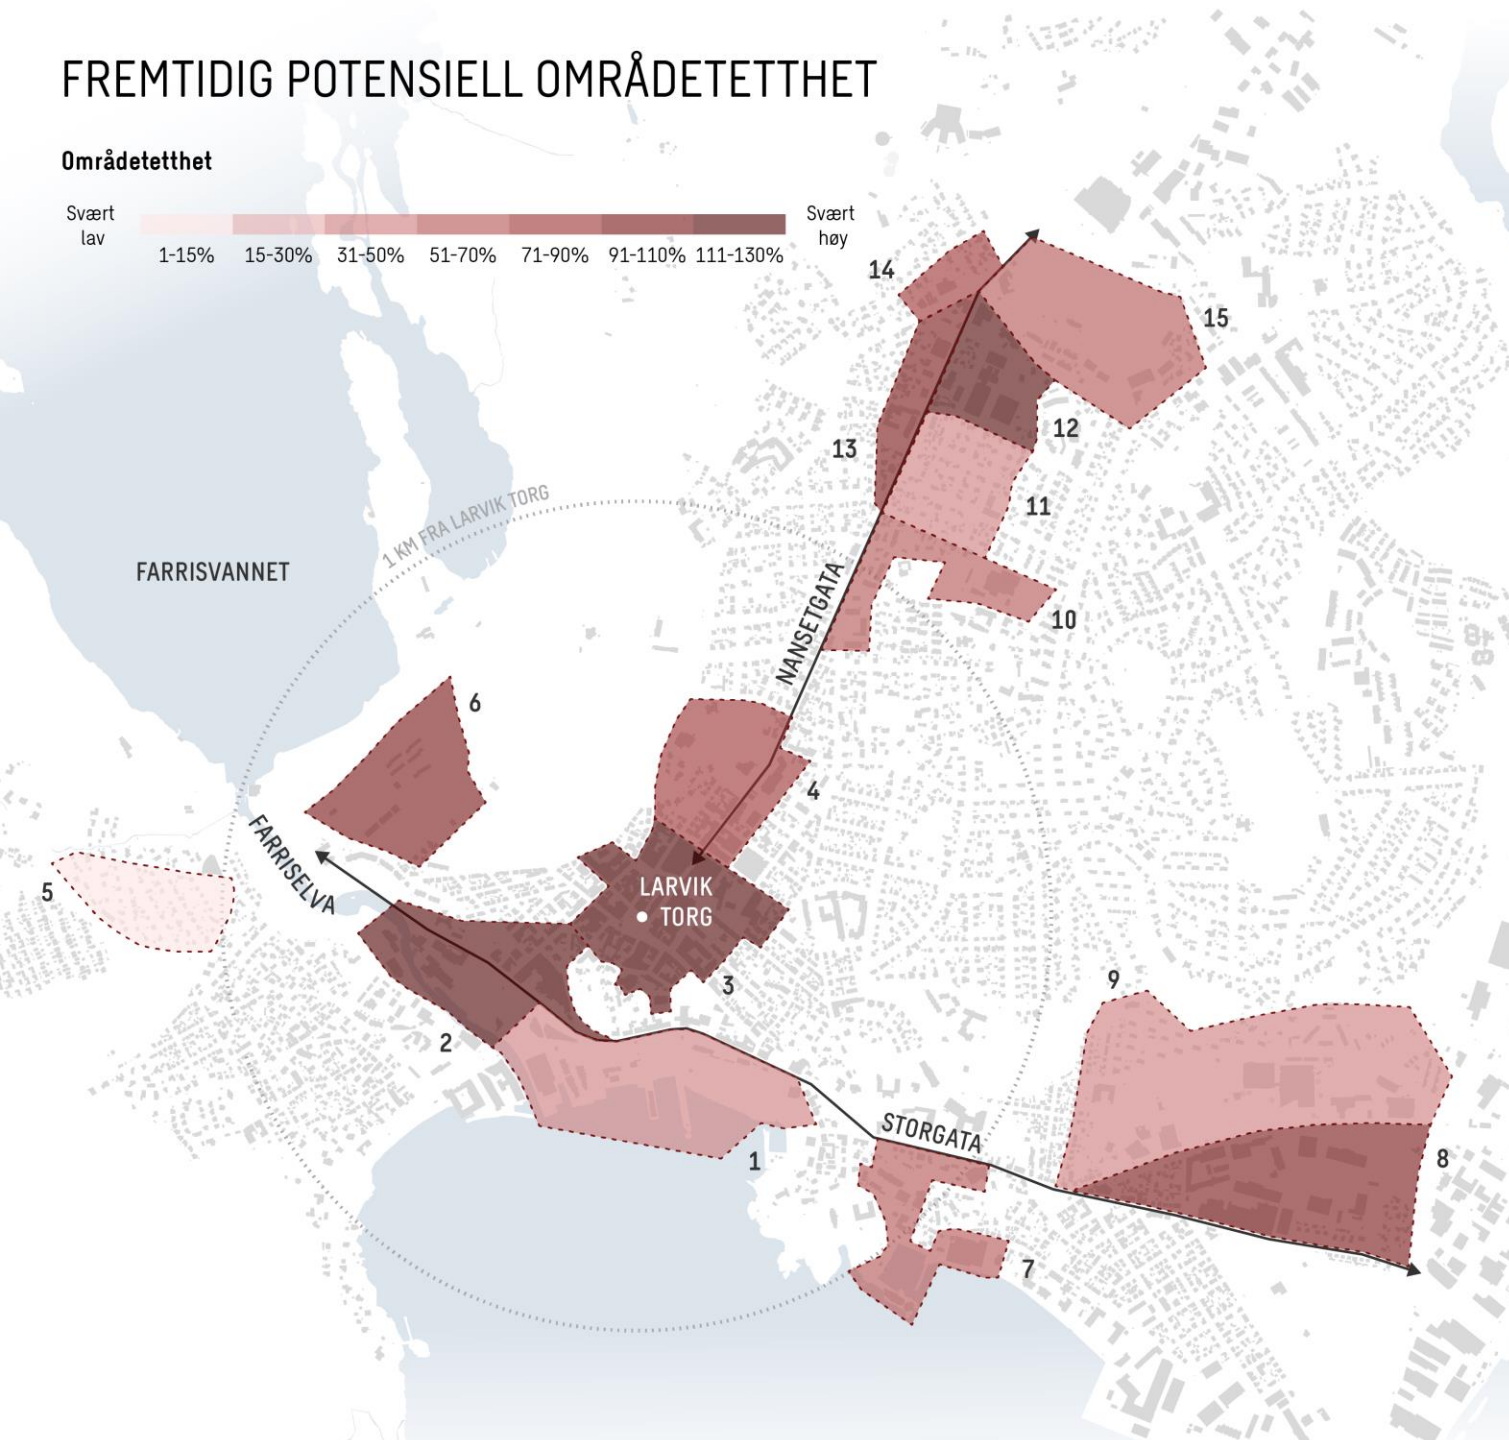 FREMTIDIG POTENSIELL OMRÅDETETTHET
Områdetetthet
Svært
lav
1-15%
15-30%
31-50%
51-70%
71-90%
91-110%
111-130%
Svært
høy
14
15
12
13
11
10
1 KM FRA LARVIK TORG
FARRISVANNET
NANSETGATA
6
4
FARRISELVA
5
LARVIK
TORG
3
2
9
1
STORGATA
8
7